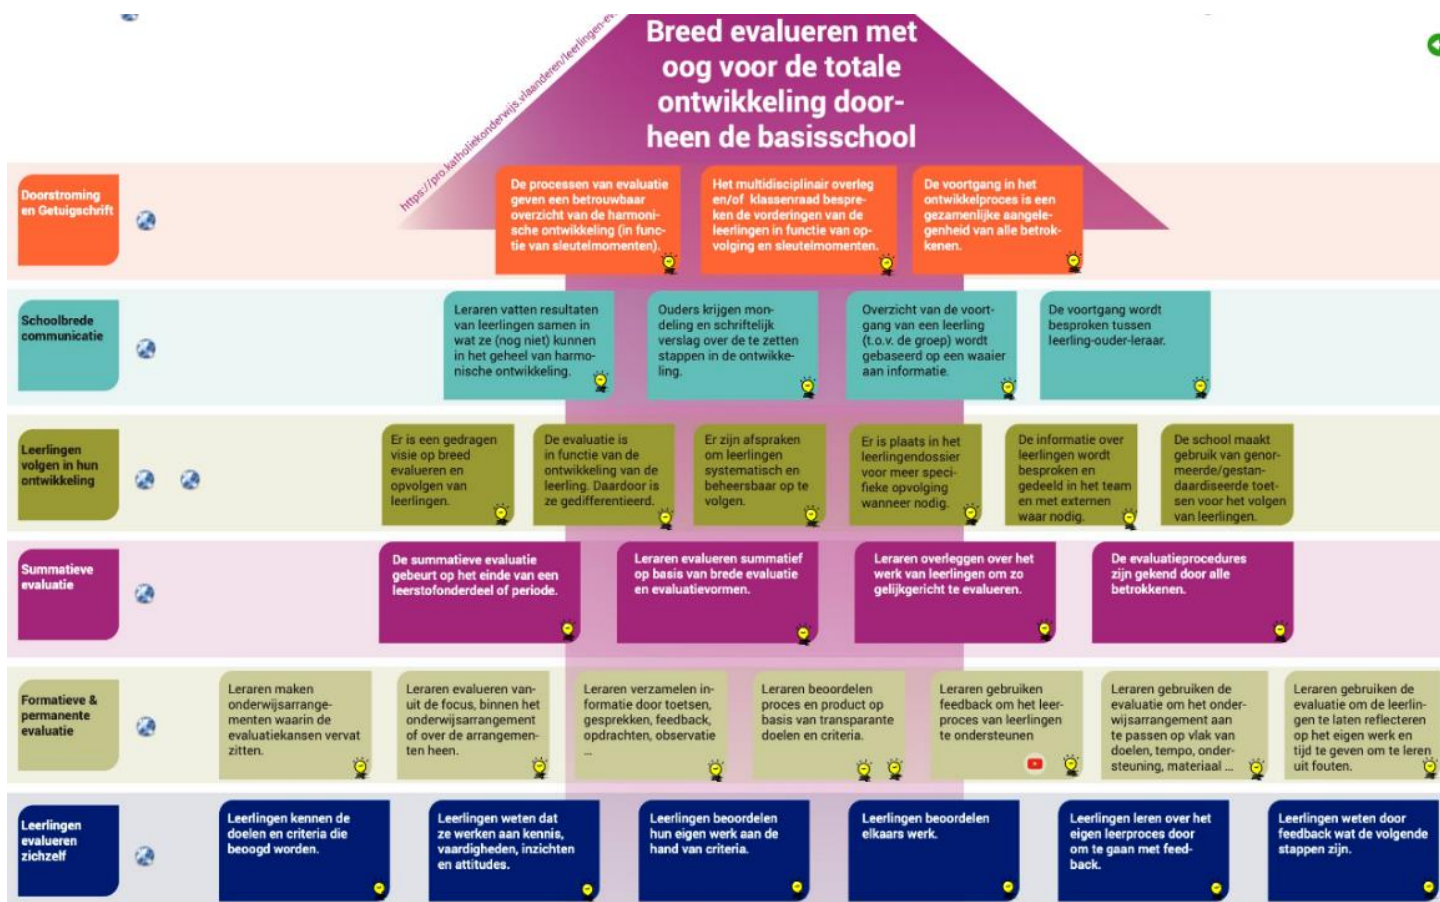 Breed evalueren met
oog voor de totale
ontwikkeling door-
heen de basisschool
https://pro.katholiekonderwijs.vlaanderen/leerlingen-ev
Doorstroming
en Getuigschrift
De processen van evaluatie
geven een betrouwbaar
overzicht van de harmoni-
sche ontwikkeling (in func-
tie van sleutelmomenten).
Het multidisciplinair overleg
en/of klassenraad bespre-
ken de vorderingen van de
leerlingen in functie van op-
volging en sleutelmomenten.
De voortgang in het
ontwikkelproces is een
gezamenlijke aangele-
genheid van alle betrok-
kenen.
Schoolbrede
communicatie
Leraren vatten resultaten
van leerlingen samen in
wat ze (nog niet) kunnen
in het geheel van harmo-
nische ontwikkeling.
Ouders krijgen mon-
deling en schriftelijk
verslag over de te zetten
stappen in de ontwikke-
ling.
Overzicht van de voort-
gang van een leerling
(t.o.v. de groep) wordt
gebaseerd op een waaier
aan informatie.
De voortgang wordt
besproken tussen
leerling-ouder-leraar.
Leerlingen
volgen in hun
ontwikkeling
Er is een gedragen
visie op breed
evalueren en
opvolgen van
leerlingen.
De evaluatie is
in functie van de
ontwikkeling van de
leerling. Daardoor is
ze gedifferentieerd.
Er zijn afspraken
om leerlingen
systematisch en
beheersbaar op te
volgen.
Er is plaats in het
leerlingendossier
voor meer speci-
fieke opvolging
wanneer nodig.
De informatie over
leerlingen wordt
besproken en
gedeeld in het team
en met externen
waar nodig.
De school maakt
gebruik van genor-
meerde/gestan-
daardiseerde toet-
sen voor het volgen
van leerlingen.
Summatieve
evaluatie
De summatieve evaluatie
gebeurt op het einde van een
leerstofonderdeel of periode.
Leraren evalueren summatief
op basis van brede evaluatie
en evaluatievormen.
Leraren overleggen over het
werk van leerlingen om zo
gelijkgericht te evalueren.
De evaluatieprocedures
zijn gekend door alle
betrokkenen.
Formatieve &
permanente
evaluatie
Leraren maken
onderwijsarrange-
menten waarin de
evaluatiekansen vervat
zitten.
Leraren evalueren van-
uit de focus, binnen het
onderwijsarrangement
of over de arrangemen-
ten heen.
Leraren verzamelen in-
formatie door toetsen,
gesprekken, feedback,
opdrachten, observatie
...
Leraren beoordelen
proces en product op
basis van transparante
doelen en criteria.
Leraren gebruiken
feedback om het leer-
proces van leerlingen
te ondersteunen
Leraren gebruiken de
evaluatie om het onder-
wijsarrangement aan
te passen op vlak van
doelen, tempo, onder-
steuning, materiaal ...
Leraren gebruiken de
evaluatie om de leerlin-
gen te laten reflecteren
op het eigen werk en
tijd te geven om te leren
uit fouten.
Leerlingen
evalueren
zichzelf
Leerlingen kennen de
doelen en criteria die
beoogd worden.
Leerlingen weten dat
ze werken aan kennis,
vaardigheden, inzichten
en attitudes.
Leerlingen beoordelen
hun eigen werk aan de
hand van criteria.
Leerlingen beoordelen
elkaars werk.
Leerlingen leren over het
eigen leerproces door
om te gaan met feed-
back.
Leerlingen weten door
feedback wat de volgende
stappen zijn.